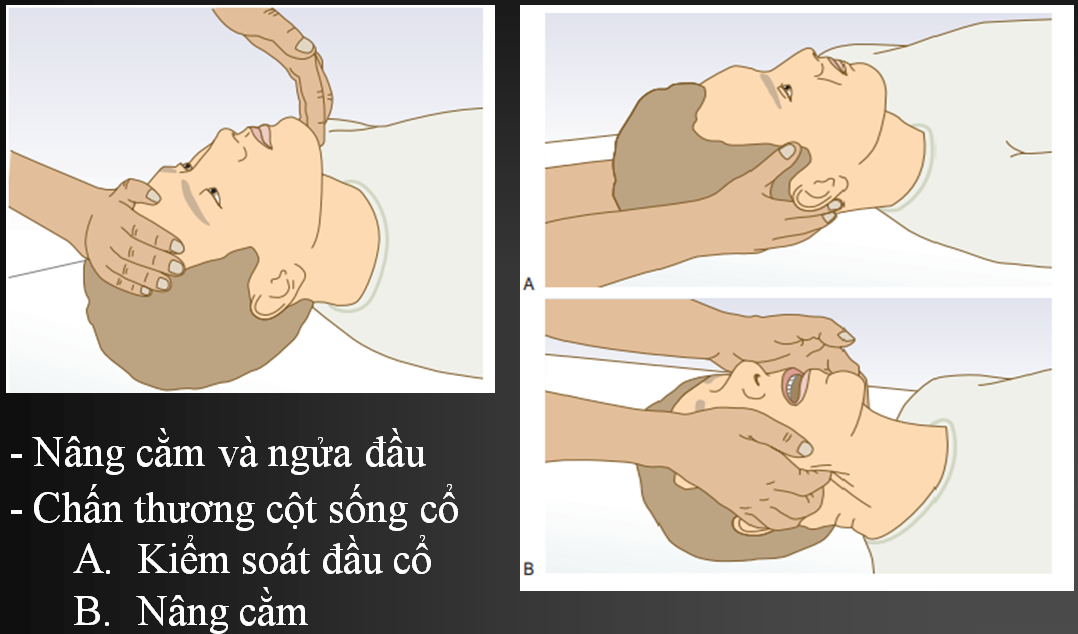 A
B
- Nâng cằm và ngửa đầu
- Chấn thương cột sống cổ
A. Kiểm soát đầu cổ
B. Nâng cằm